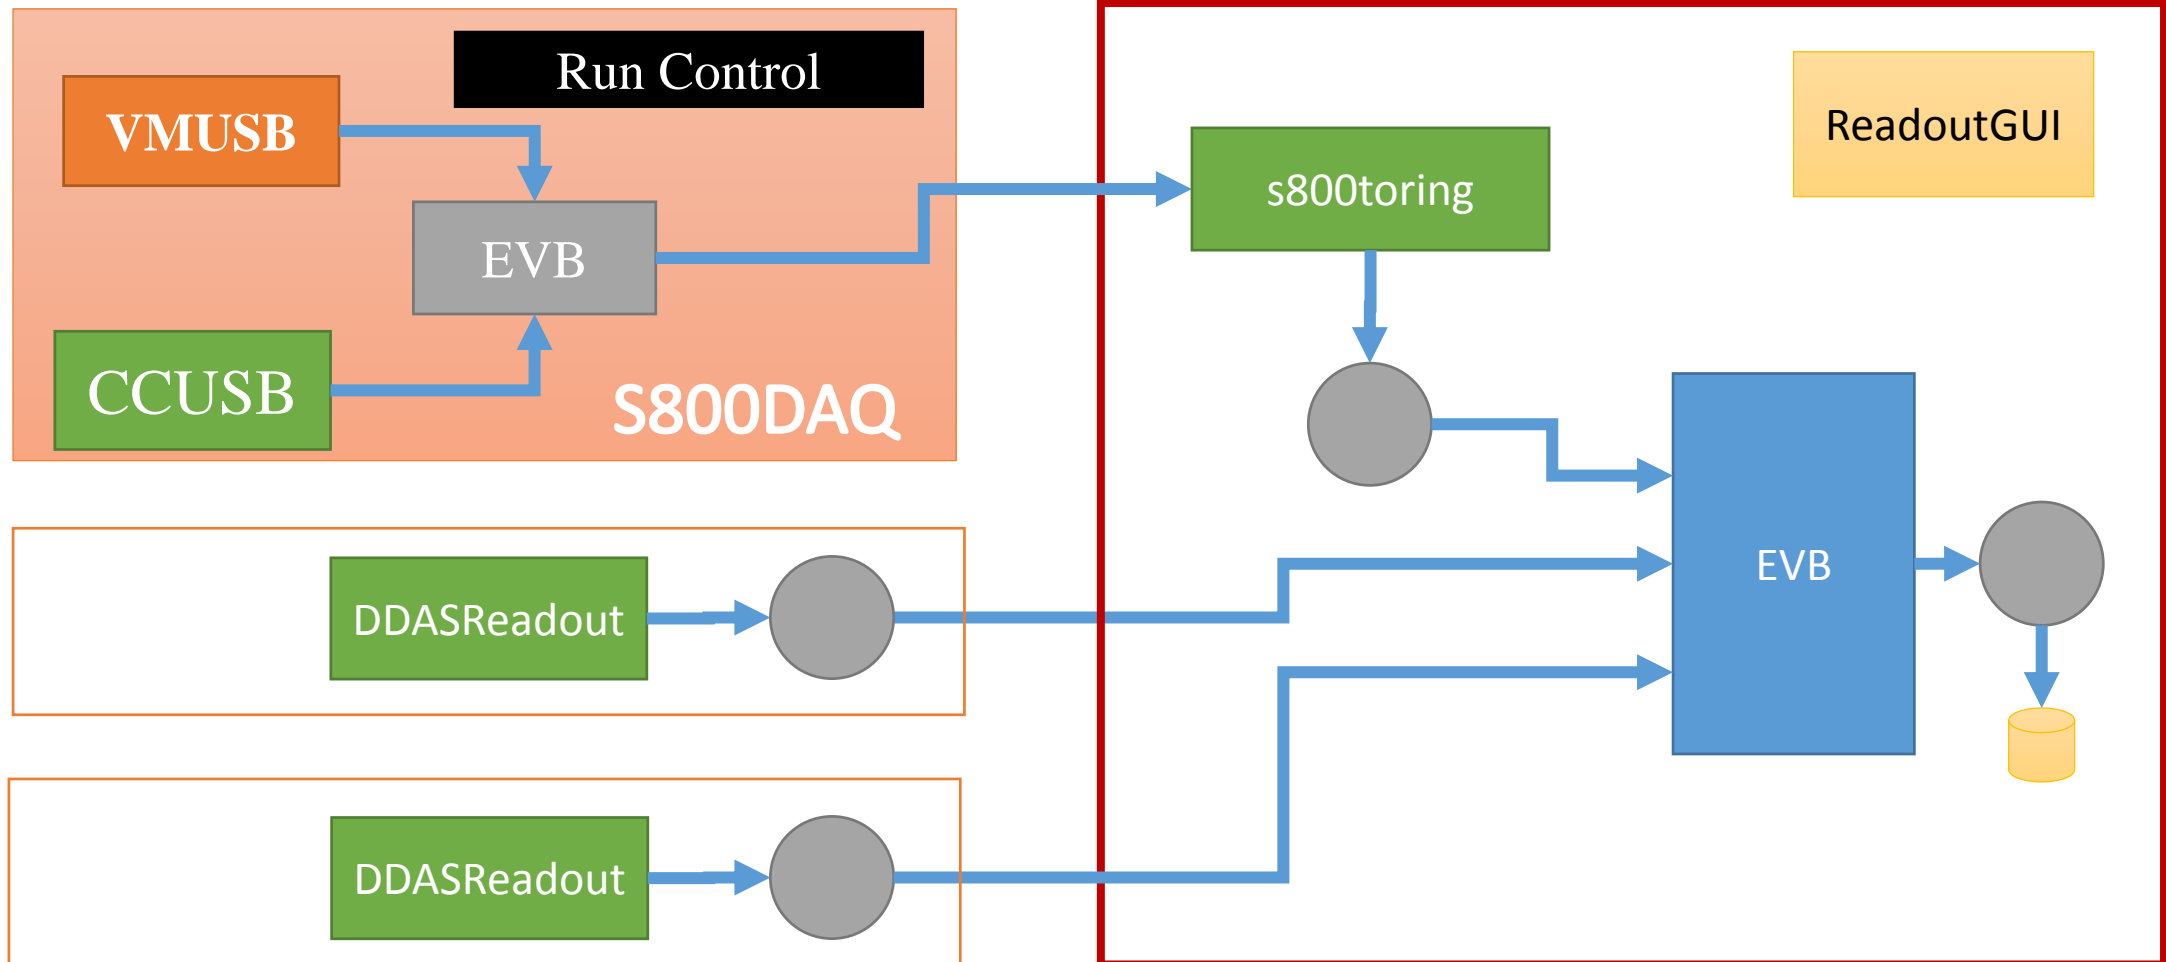 Run Control
VMUSB
EVB
CCUSB
S800DAQ
DDASReadout
DDASReadout
ReadoutGUI
s800toring
EVB